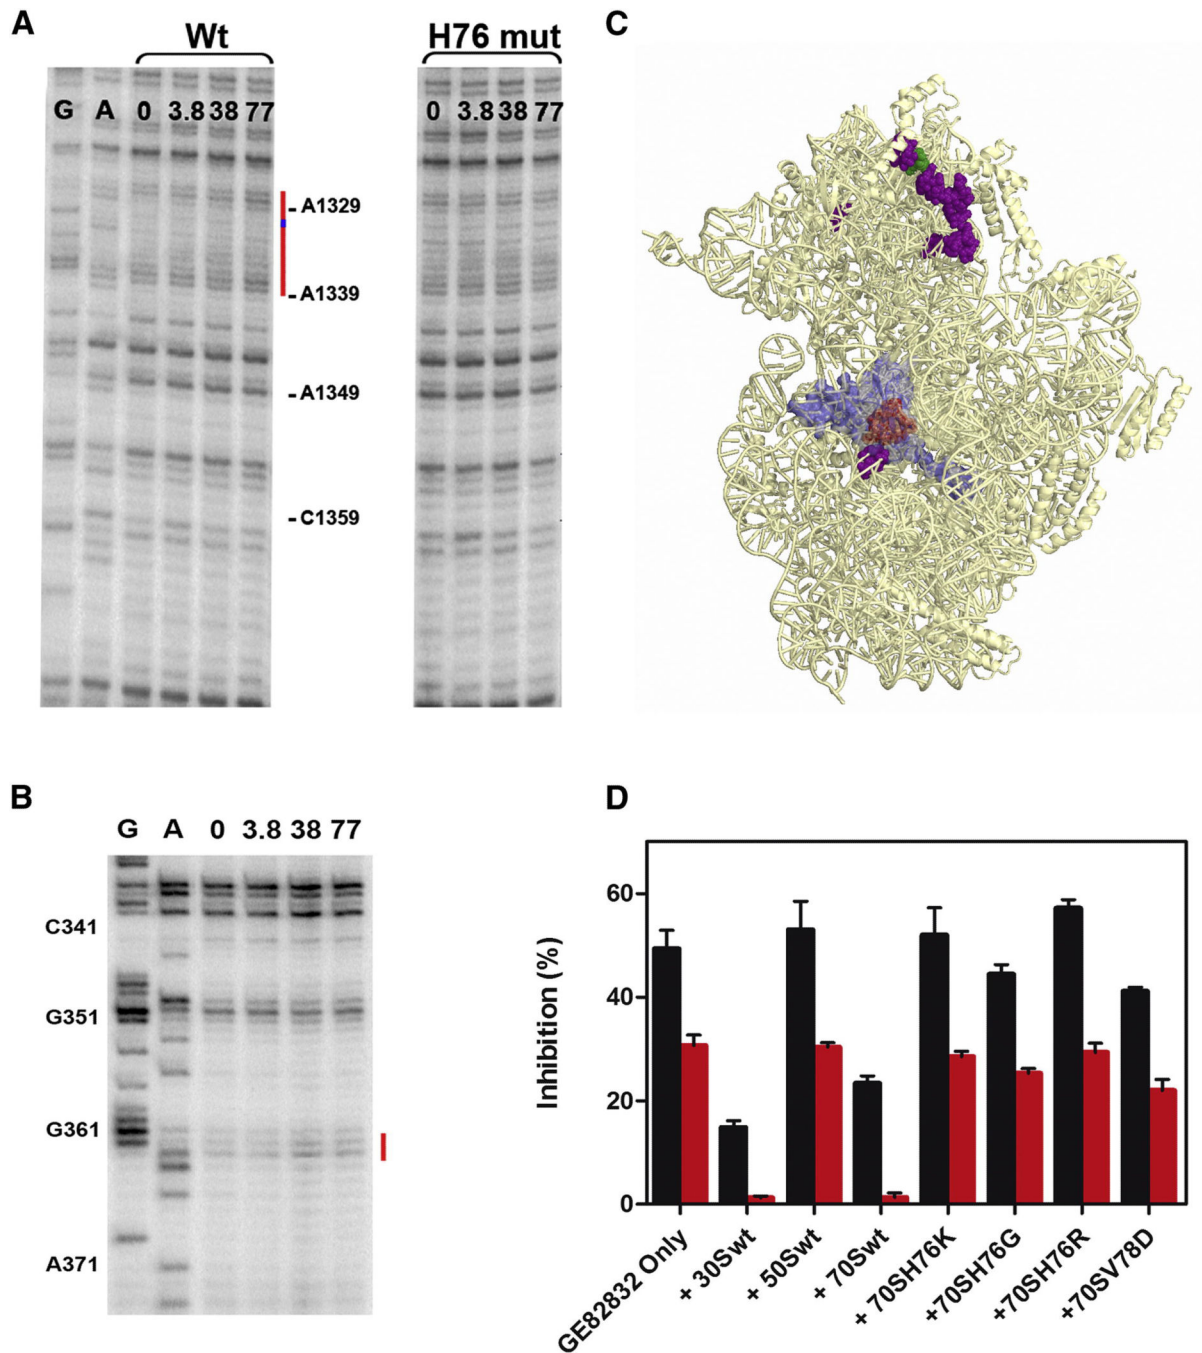 A
Wt
H76 mut
G A 0 3.8 38 77
0 3.8 38 77
A1329
A1339
A1349
C1359
C
B
G A 0 3.8 38 77
C341
G351
G361
A371
D
Inhibition (%)
60
40
20
0
GE82832 Only
+ 30Swt
+ 50Swt
+ 70Swt
+ 70SH76K
+70SH76G
+70SH76R
+70SV78D